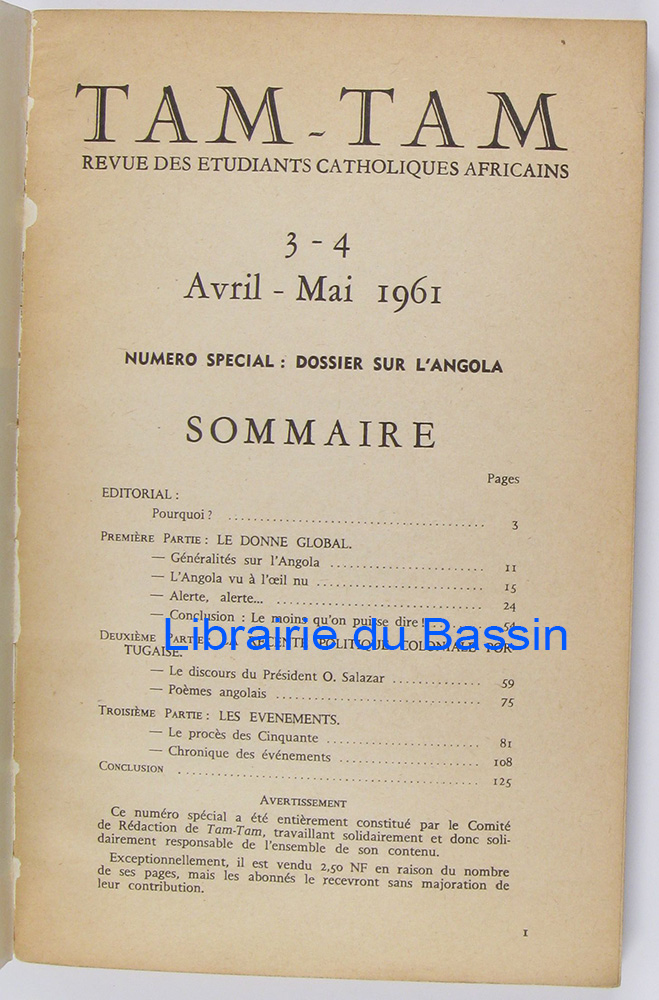 TAM - TAM
REVUE DES ETUDIANTS CATHOLIQUES AFRICAINS
3 - 4
Avril - Mai 1961
NUMERO SPECIAL : DOSSIER SUR L'ANGOLA
SOMMAIRE
Pages
EDITORIAL :
Pourquoi ? .......... 3
PREMIÈRE PARTIE : LE DONNE GLOBAL.
— Généralités sur l'Angola .......... 11
— L'Angola vu à l'œil nu .......... 15
— Alerte, alerte... .......... 24
— Conclusion : Le moins qu'on puisse dire ! .......... 54
Librairie du Bassin
DEUXIÈME PARTIE : LA RECENTE POLITIQUE COLONIALE POR-
TUGAISE.
— Le discours du Président O. Salazar .......... 59
— Poèmes angolais .......... 75
TROISIÈME PARTIE : LES EVENEMENTS.
— Le procès des Cinquante .......... 81
— Chronique des événements .......... 108
CONCLUSION .......... 125
AVERTISSEMENT
Ce numéro spécial a été entièrement constitué par le Comité
de Rédaction de Tam-Tam, travaillant solidairement et donc soli-
dairement responsable de l'ensemble de son contenu.
Exceptionnellement, il est vendu 2,50 NF en raison du nombre
de ses pages, mais les abonnés le recevront sans majoration de
leur contribution.
1